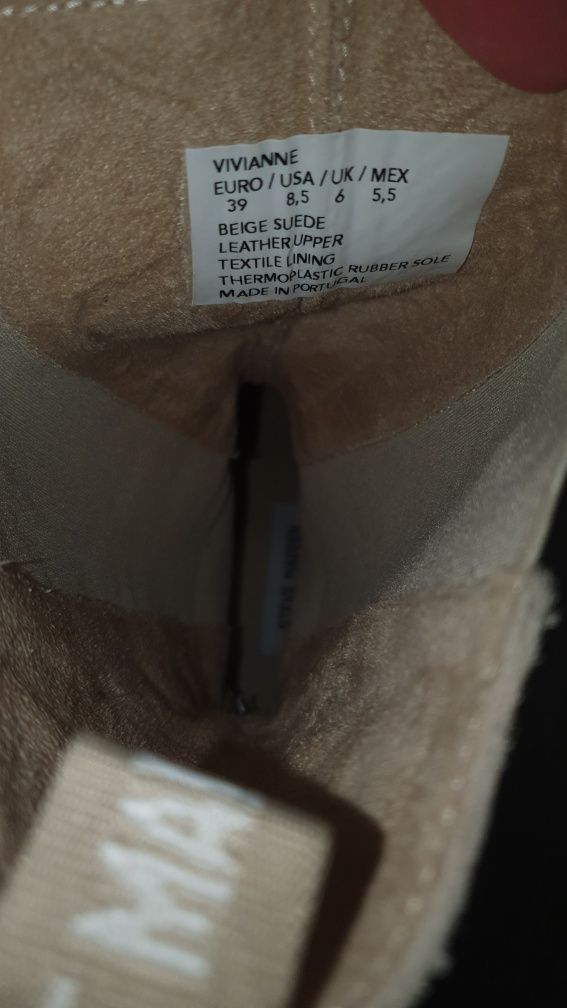 VIVIANNE
EURO / USA / UK / MEX
39 8,5 6 5,5
BEIGE SUEDE
LEATHER UPPER
TEXTILE LINING
THERMOPLASTIC RUBBER SOLE
MADE IN PORTUGAL
MA